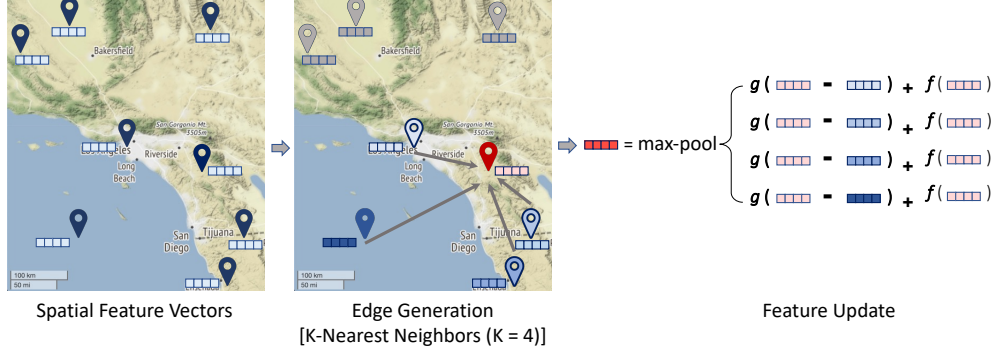 Bakersfield
San Gorgonio Mt.
3505m
Los Angeles
Riverside
Long
Beach
San
Diego
Tijuana
Ensenada
100 km
50 mi
Spatial Feature Vectors
Bakersfield
San Gorgonio Mt.
3505m
Los Angeles
Riverside
Long
Beach
San
Diego
Tijuana
Ensenada
100 km
50 mi
Edge Generation
[K-Nearest Neighbors (K = 4)]
= max-pool
g( - ) + f( )
g( - ) + f( )
g( - ) + f( )
g( - ) + f( )
Feature Update